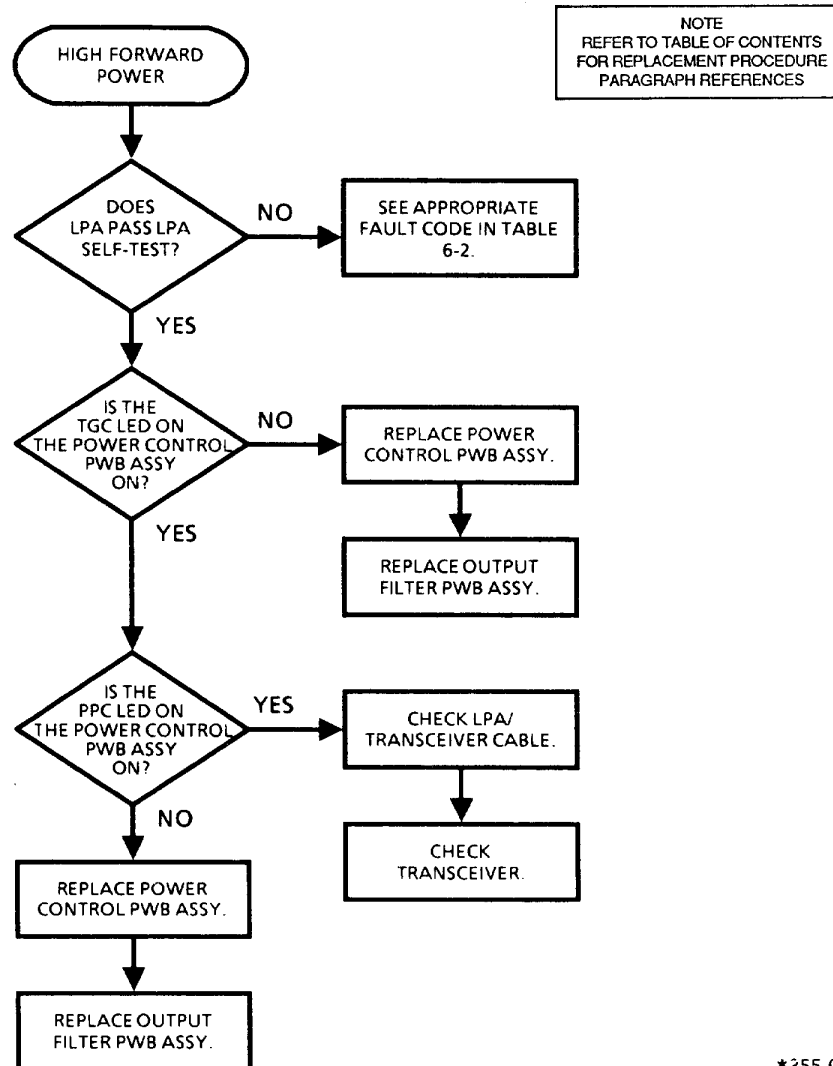 HIGH FORWARD
POWER
NOTE
REFER TO TABLE OF CONTENTS
FOR REPLACEMENT PROCEDURE
PARAGRAPH REFERENCES
DOES
LPA PASS LPA
SELF-TEST?
NO
SEE APPROPRIATE
FAULT CODE IN TABLE
6-2.
YES
IS THE
TGC LED ON
THE POWER CONTROL
PWB ASSY
ON?
NO
REPLACE POWER
CONTROL PWB ASSY.
REPLACE OUTPUT
FILTER PWB ASSY.
YES
IS THE
PPC LED ON
THE POWER CONTROL
PWB ASSY
ON?
YES
CHECK LPA/
TRANSCEIVER CABLE.
CHECK
TRANSCEIVER.
NO
REPLACE POWER
CONTROL PWB ASSY.
REPLACE OUTPUT
FILTER PWB ASSY.